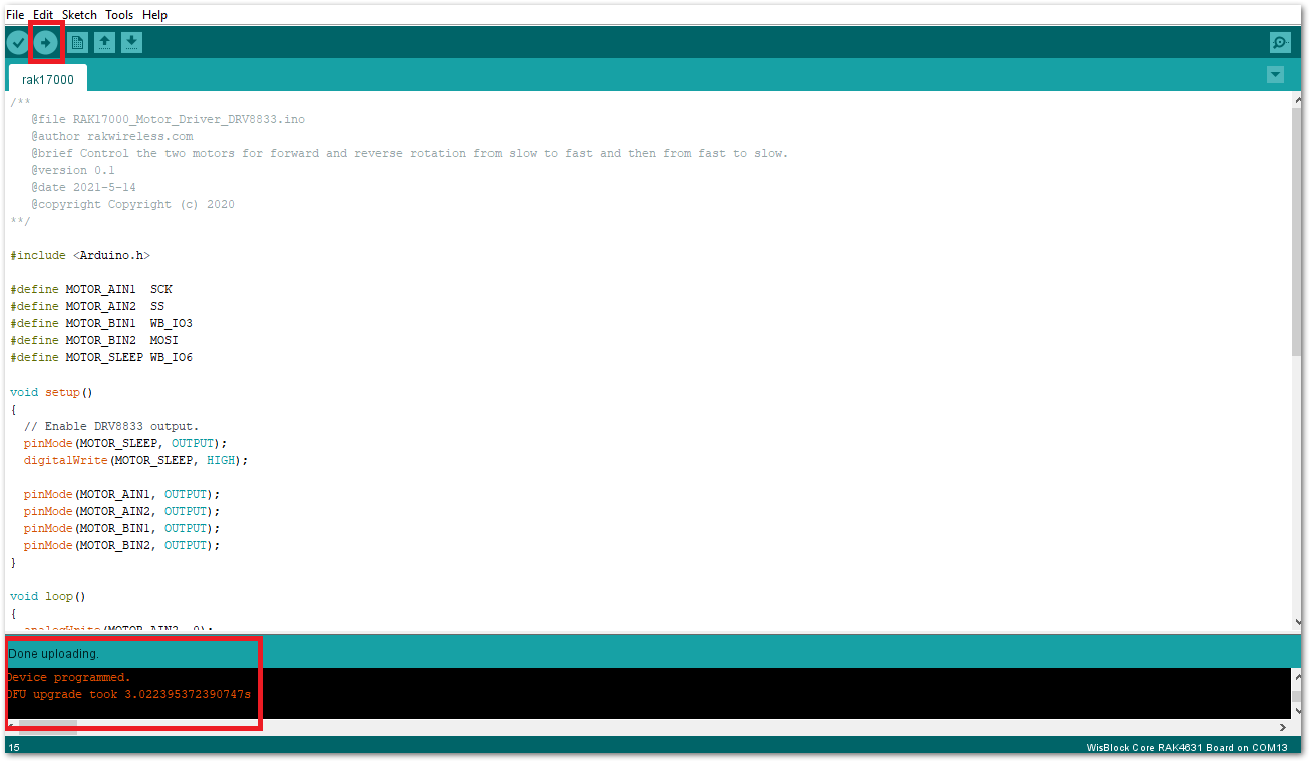 File Edit Sketch Tools Help
rak17000
/**
@file RAK17000_Motor_Driver_DRV8833.ino
@author rakwireless.com
@brief Control the two motors for forward and reverse rotation from slow to fast and then from fast to slow.
@version 0.1
@date 2021-5-14
@copyright Copyright (c) 2020
**/
#include <Arduino.h>
#define MOTOR_AIN1 SCK
#define MOTOR_AIN2 SS
#define MOTOR_BIN1 WB_IO3
#define MOTOR_BIN2 MOSI
#define MOTOR_SLEEP WB_IO6
void setup()
{
// Enable DRV8833 output.
pinMode(MOTOR_SLEEP, OUTPUT);
digitalWrite(MOTOR_SLEEP, HIGH);
pinMode(MOTOR_AIN1, OUTPUT);
pinMode(MOTOR_AIN2, OUTPUT);
pinMode(MOTOR_BIN1, OUTPUT);
pinMode(MOTOR_BIN2, OUTPUT);
}
void loop()
{
analogWrite(MOTOR_AIN2, 0);
Done uploading.
Device programmed.
DFU upgrade took 3.022395372390747s
15
WisBlock Core RAK4631 Board on COM13